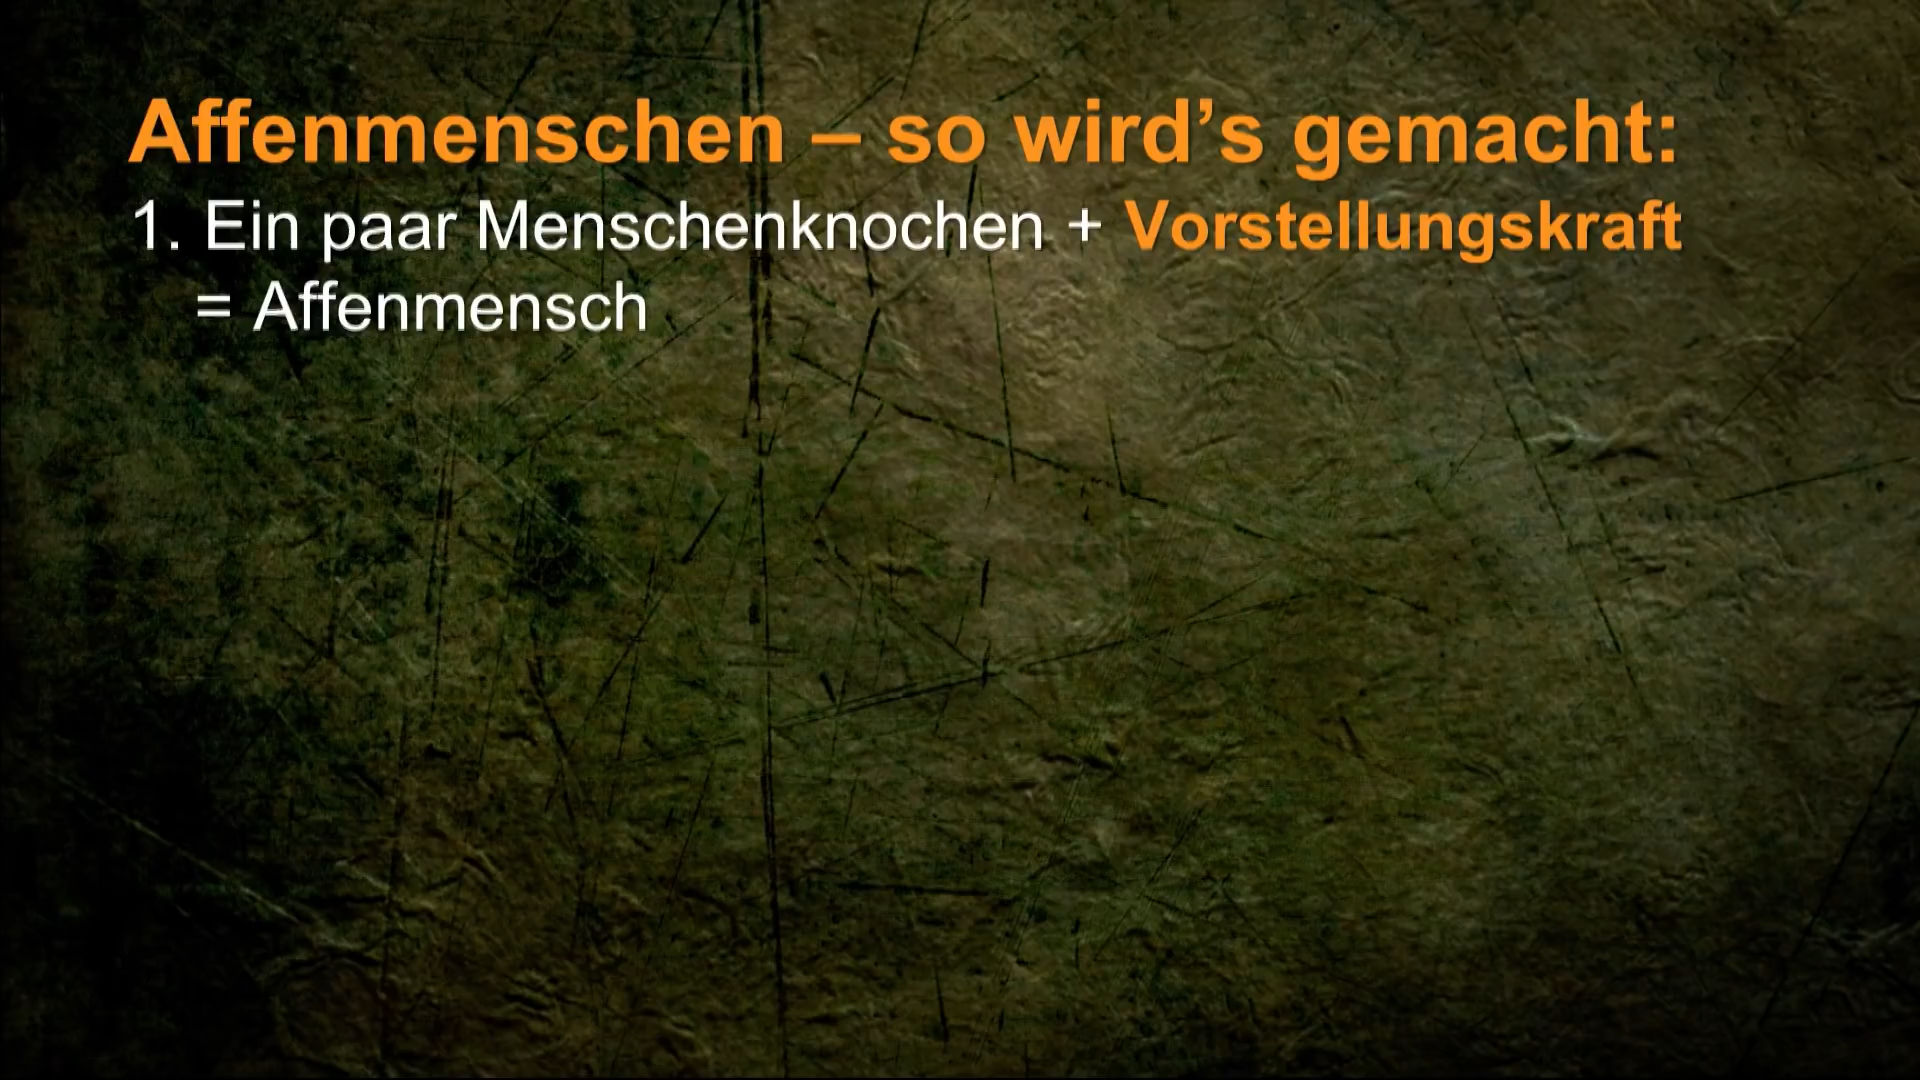 Affenmenschen – so wird’s gemacht:
1. Ein paar Menschenknochen + Vorstellungskraft
= Affenmensch